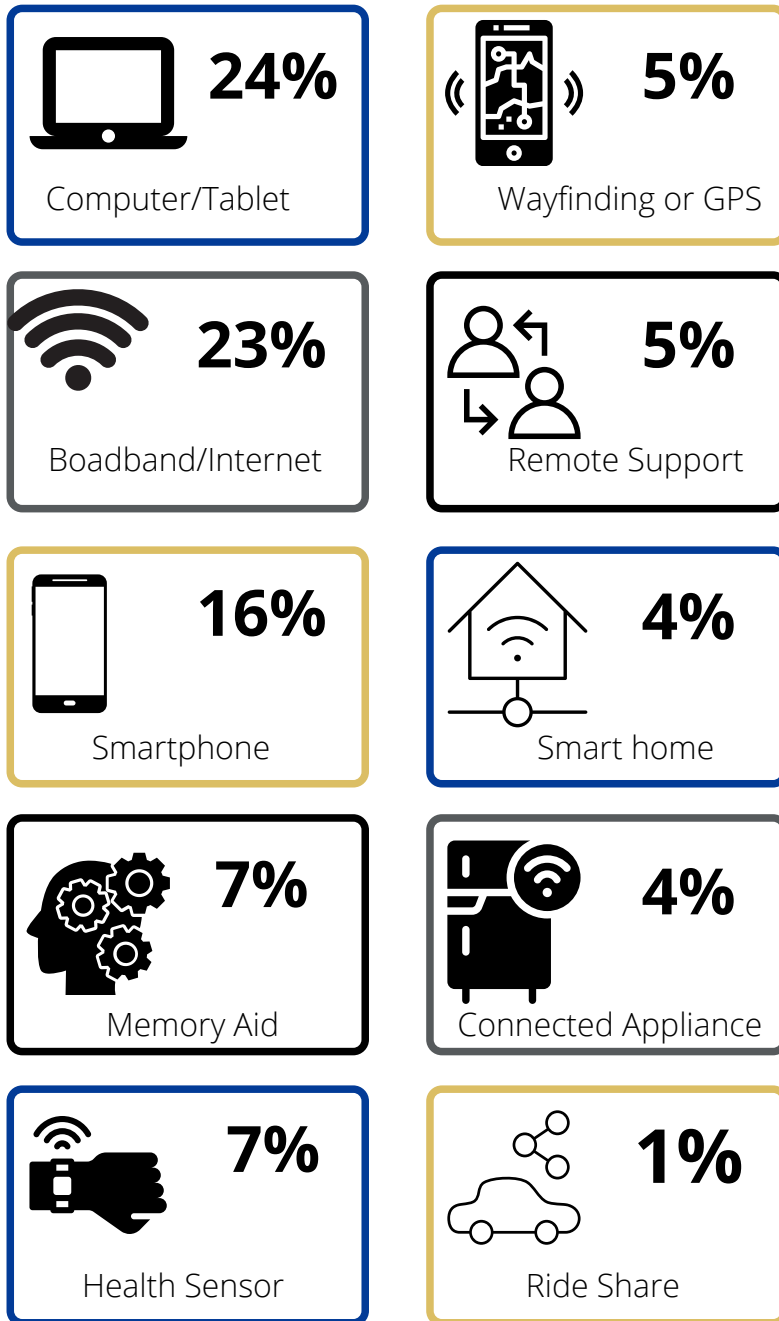 24%
Computer/Tablet
5%
Wayfinding or GPS
23%
Boadband/Internet
5%
Remote Support
16%
Smartphone
4%
Smart home
7%
Memory Aid
4%
Connected Appliance
7%
Health Sensor
1%
Ride Share